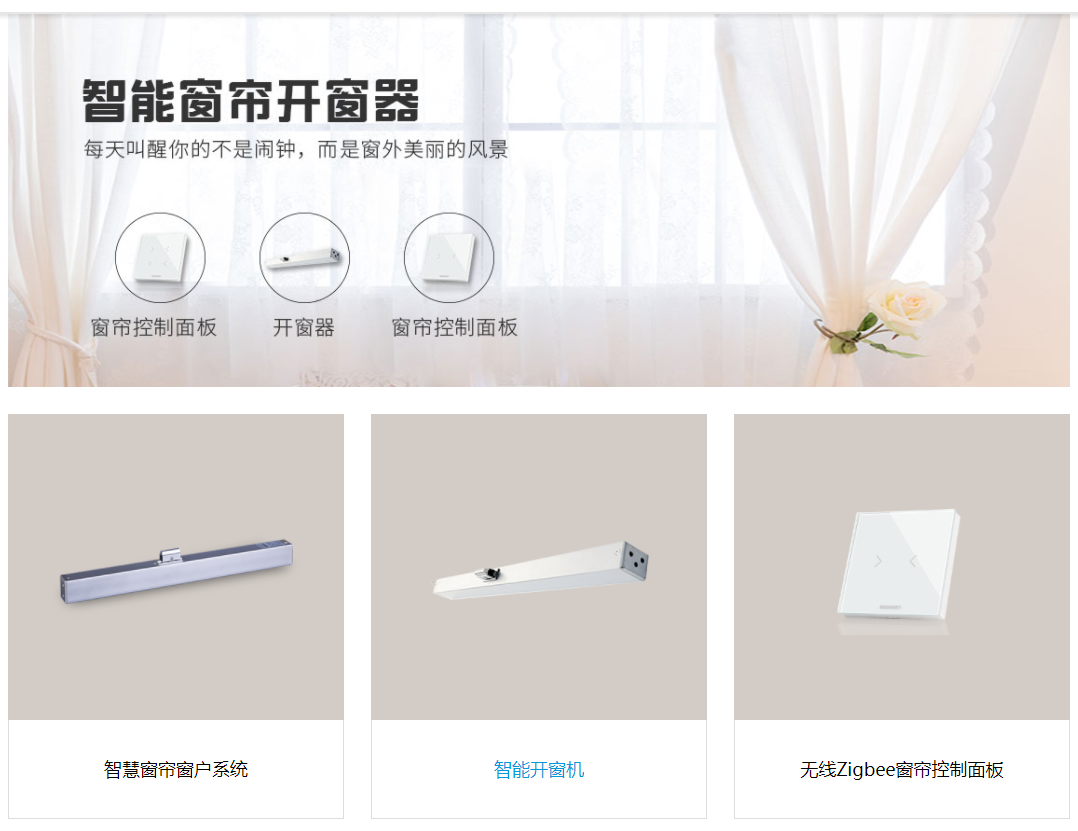 智能窗帘开窗器
每天叫醒你的不是闹钟，而是窗外美丽的风景
窗帘控制面板
开窗器
窗帘控制面板
智慧窗帘窗户系统
智能开窗机
无线Zigbee窗帘控制面板